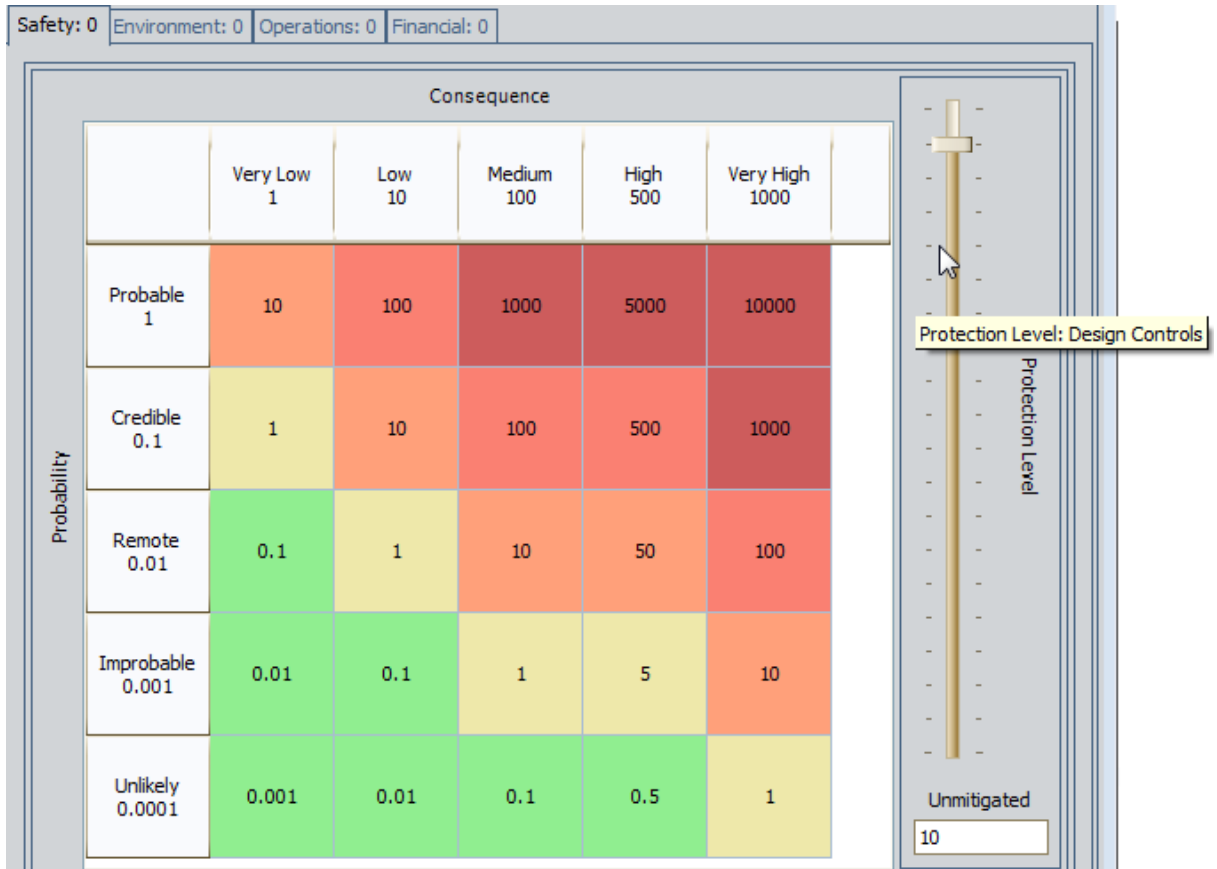 Safety: 0 Environment: 0 Operations: 0 Financial: 0
Consequence
Very Low Low Medium High Very High
1 10 100 500 1000
Probable
1
10 100 1000 5000 10000
Protection Level: Design Controls
Credible
0.1
1 10 100 500 1000
Protection Level
Probability
Remote
0.01
0.1 1 10 50 100
Improbable
0.001
0.01 0.1 1 5 10
Unlikely
0.0001
0.001 0.01 0.1 0.5 1
Unmitigated
10